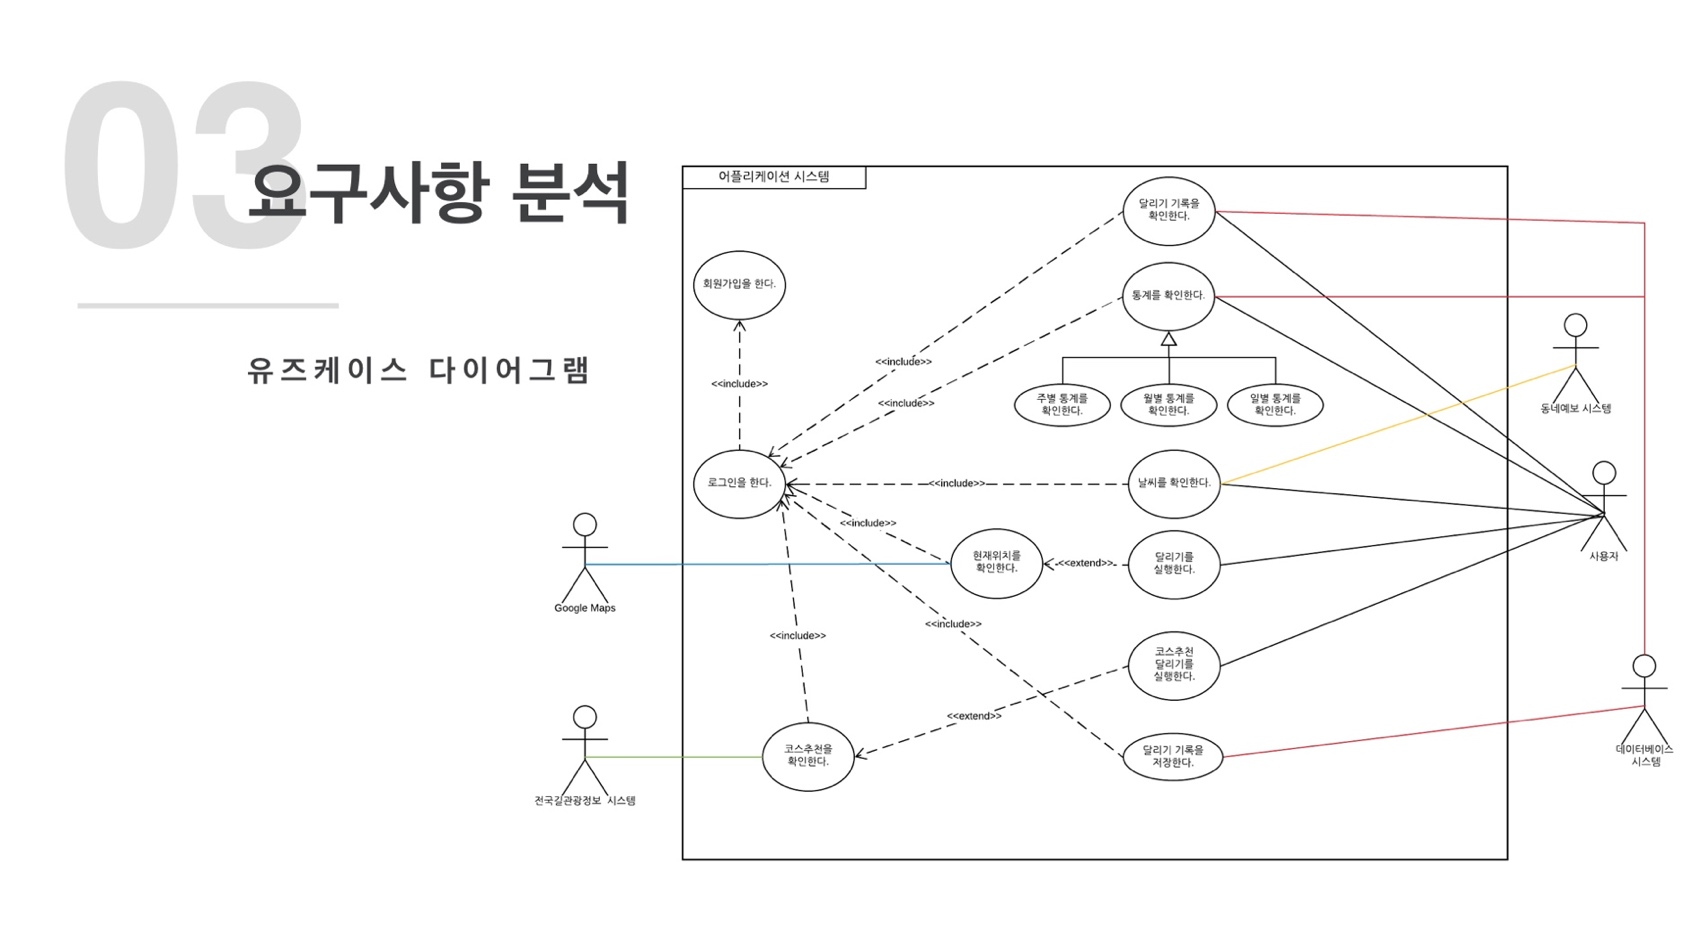 03
요구사항 분석
유즈케이스 다이어그램
어플리케이션 시스템
달리기 기록을
확인한다.
회원가입을 한다.
통계를 확인한다.
<<include>>
<<include>>
<<include>>
주별 통계를
확인한다.
월별 통계를
확인한다.
일별 통계를
확인한다.
동네예보 시스템
로그인을 한다.
<<include>>
날씨를 확인한다.
<<include>>
현재위치를
확인한다.
<<extend>>
달리기를
실행한다.
사용자
Google Maps
<<include>>
<<include>>
코스추천
달리기를
실행한다.
<<extend>>
코스추천을
확인한다.
달리기 기록을
저장한다.
데이터베이스
시스템
전국길관광정보 시스템